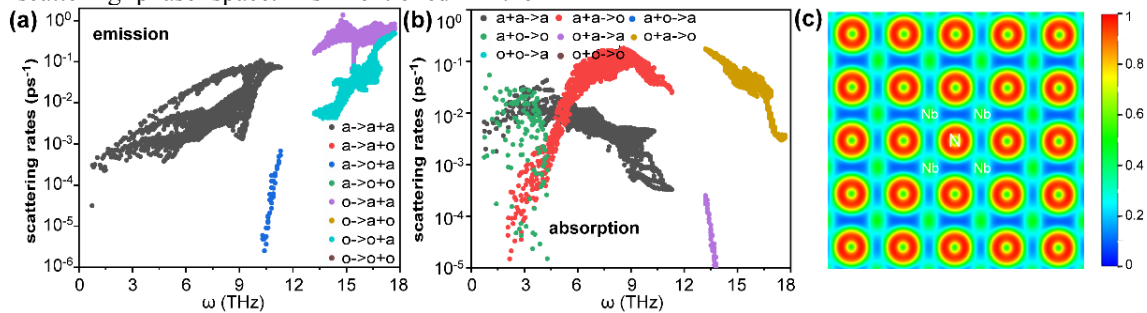 scattering phase space.
(a)
emission
scattering rates (ps⁻¹)
10⁰
10⁻¹
10⁻²
10⁻³
10⁻⁴
10⁻⁵
10⁻⁶
0 3 6 9 12 15 18
ω (THz)
a->a+a
a->a+o
a->o+a
a->o+o
o->a+a
o->a+o
o->o+a
o->o+o
(b)
a+a->a a+a->o a+o->a
a+o->o o+a->a o+a->o
o+o->a o+o->o
absorption
scattering rates (ps⁻¹)
10⁰
10⁻¹
10⁻²
10⁻³
10⁻⁴
10⁻⁵
0 3 6 9 12 15 18
ω (THz)
(c)
Nb Nb
N
Nb Nb
1
0.8
0.6
0.4
0.2
0